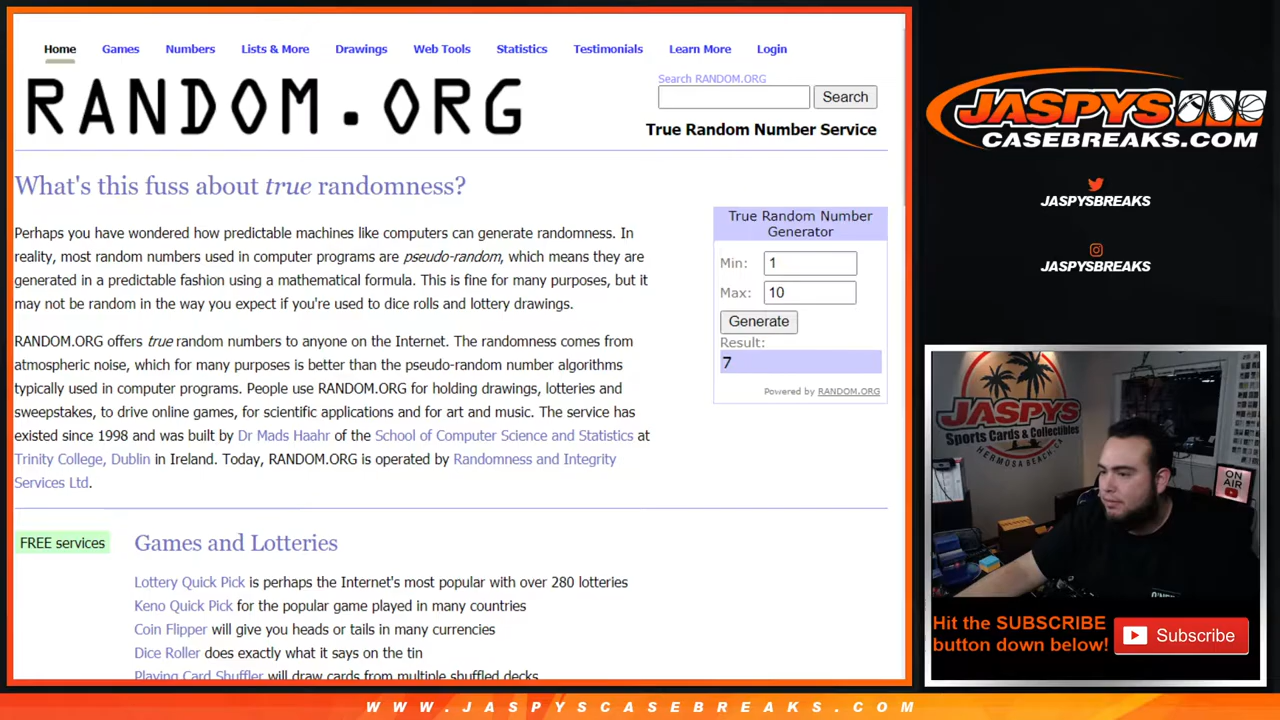 Home Games Numbers Lists & More Drawings Web Tools Statistics Testimonials Learn More Login
RANDOM.ORG
Search RANDOM.ORG
Search
True Random Number Service
What's this fuss about true randomness?
Perhaps you have wondered how predictable machines like computers can generate randomness. In
reality, most random numbers used in computer programs are pseudo-random, which means they are
generated in a predictable fashion using a mathematical formula. This is fine for many purposes, but it
may not be random in the way you expect if you're used to dice rolls and lottery drawings.
RANDOM.ORG offers true random numbers to anyone on the Internet. The randomness comes from
atmospheric noise, which for many purposes is better than the pseudo-random number algorithms
typically used in computer programs. People use RANDOM.ORG for holding drawings, lotteries and
sweepstakes, to drive online games, for scientific applications and for art and music. The service has
existed since 1998 and was built by Dr Mads Haahr of the School of Computer Science and Statistics at
Trinity College, Dublin in Ireland. Today, RANDOM.ORG is operated by Randomness and Integrity
Services Ltd.
True Random Number
Generator
Min: 1
Max: 10
Generate
Result:
7
Powered by RANDOM.ORG
FREE services
Games and Lotteries
Lottery Quick Pick is perhaps the Internet's most popular with over 280 lotteries
Keno Quick Pick for the popular game played in many countries
Coin Flipper will give you heads or tails in many currencies
Dice Roller does exactly what it says on the tin
Playing Card Shuffler will draw cards from multiple shuffled decks
JASPYS
CASEBREAKS.COM
JASPYSBREAKS
JASPYSBREAKS
JASPYS
Sports Cards & Collectibles
HERMOSA BEACH, CA
ON
AIR
O'NEILL
Hit the SUBSCRIBE
button down below!
Subscribe
WWW.JASPYSCASEBREAKS.COM